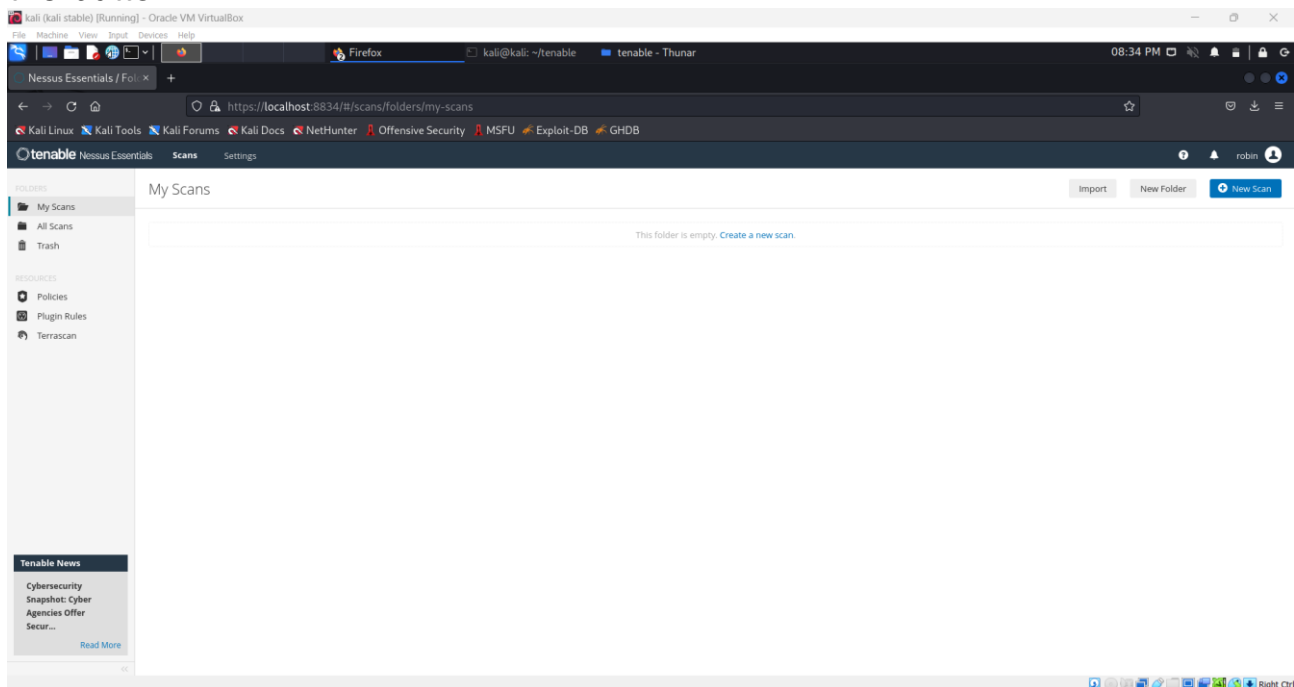 kali (kali stable) [Running] - Oracle VM VirtualBox
File Machine View Input Devices Help
Firefox kali@kali: ~/tenable tenable - Thunar 08:34 PM
Nessus Essentials / Fol
https://localhost:8834/#/scans/folders/my-scans
Kali Linux Kali Tools Kali Forums Kali Docs NetHunter Offensive Security MSFU Exploit-DB GHDB
tenable Nessus Essentials Scans Settings robin
FOLDERS
My Scans
All Scans
Trash
RESOURCES
Policies
Plugin Rules
Terrascan
My Scans Import New Folder New Scan
This folder is empty. Create a new scan.
Tenable News
Cybersecurity
Snapshot: Cyber
Agencies Offer
Secur...
Read More
Right Ctrl